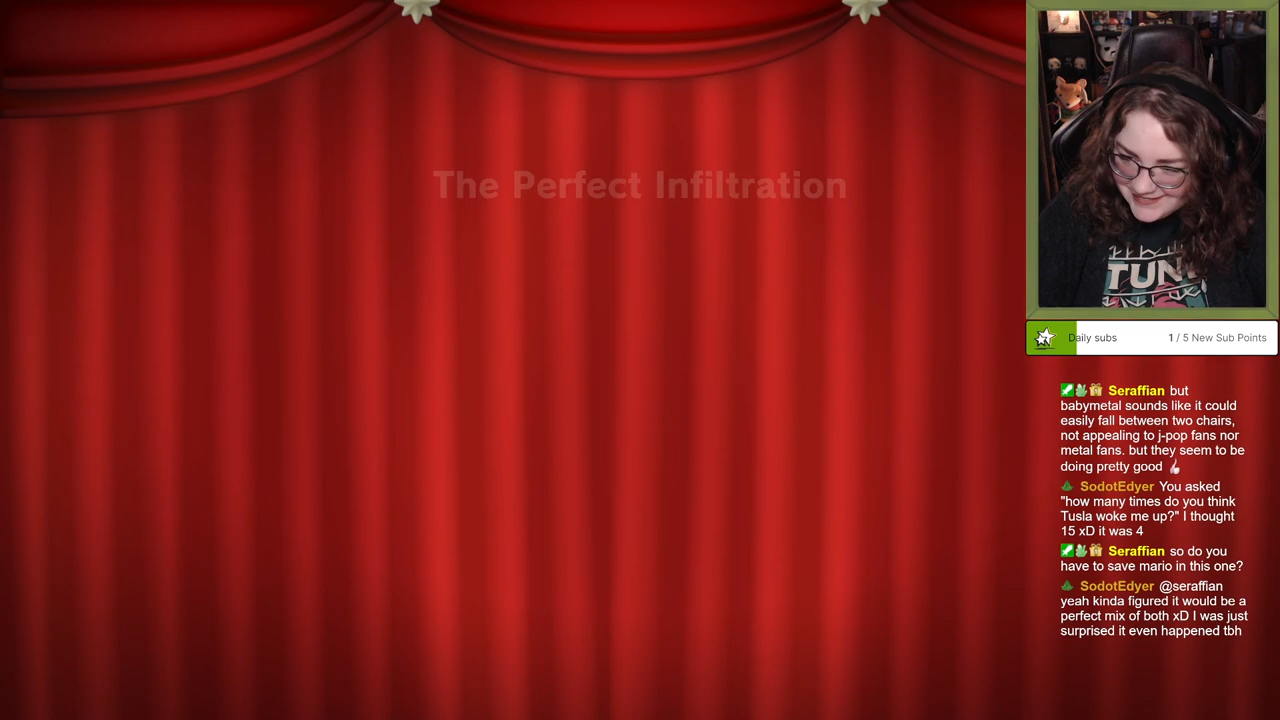 The Perfect Infiltration
TUN
Daily subs 1 / 5 New Sub Points
Seraffian but
babymetal sounds like it could
easily fall between two chairs,
not appealing to j-pop fans nor
metal fans. but they seem to be
doing pretty good
SodotEdyer You asked
"how many times do you think
Tusla woke me up?" I thought
15 xD it was 4
Seraffian so do you
have to save mario in this one?
SodotEdyer @seraffian
yeah kinda figured it would be a
perfect mix of both xD I was just
surprised it even happened tbh